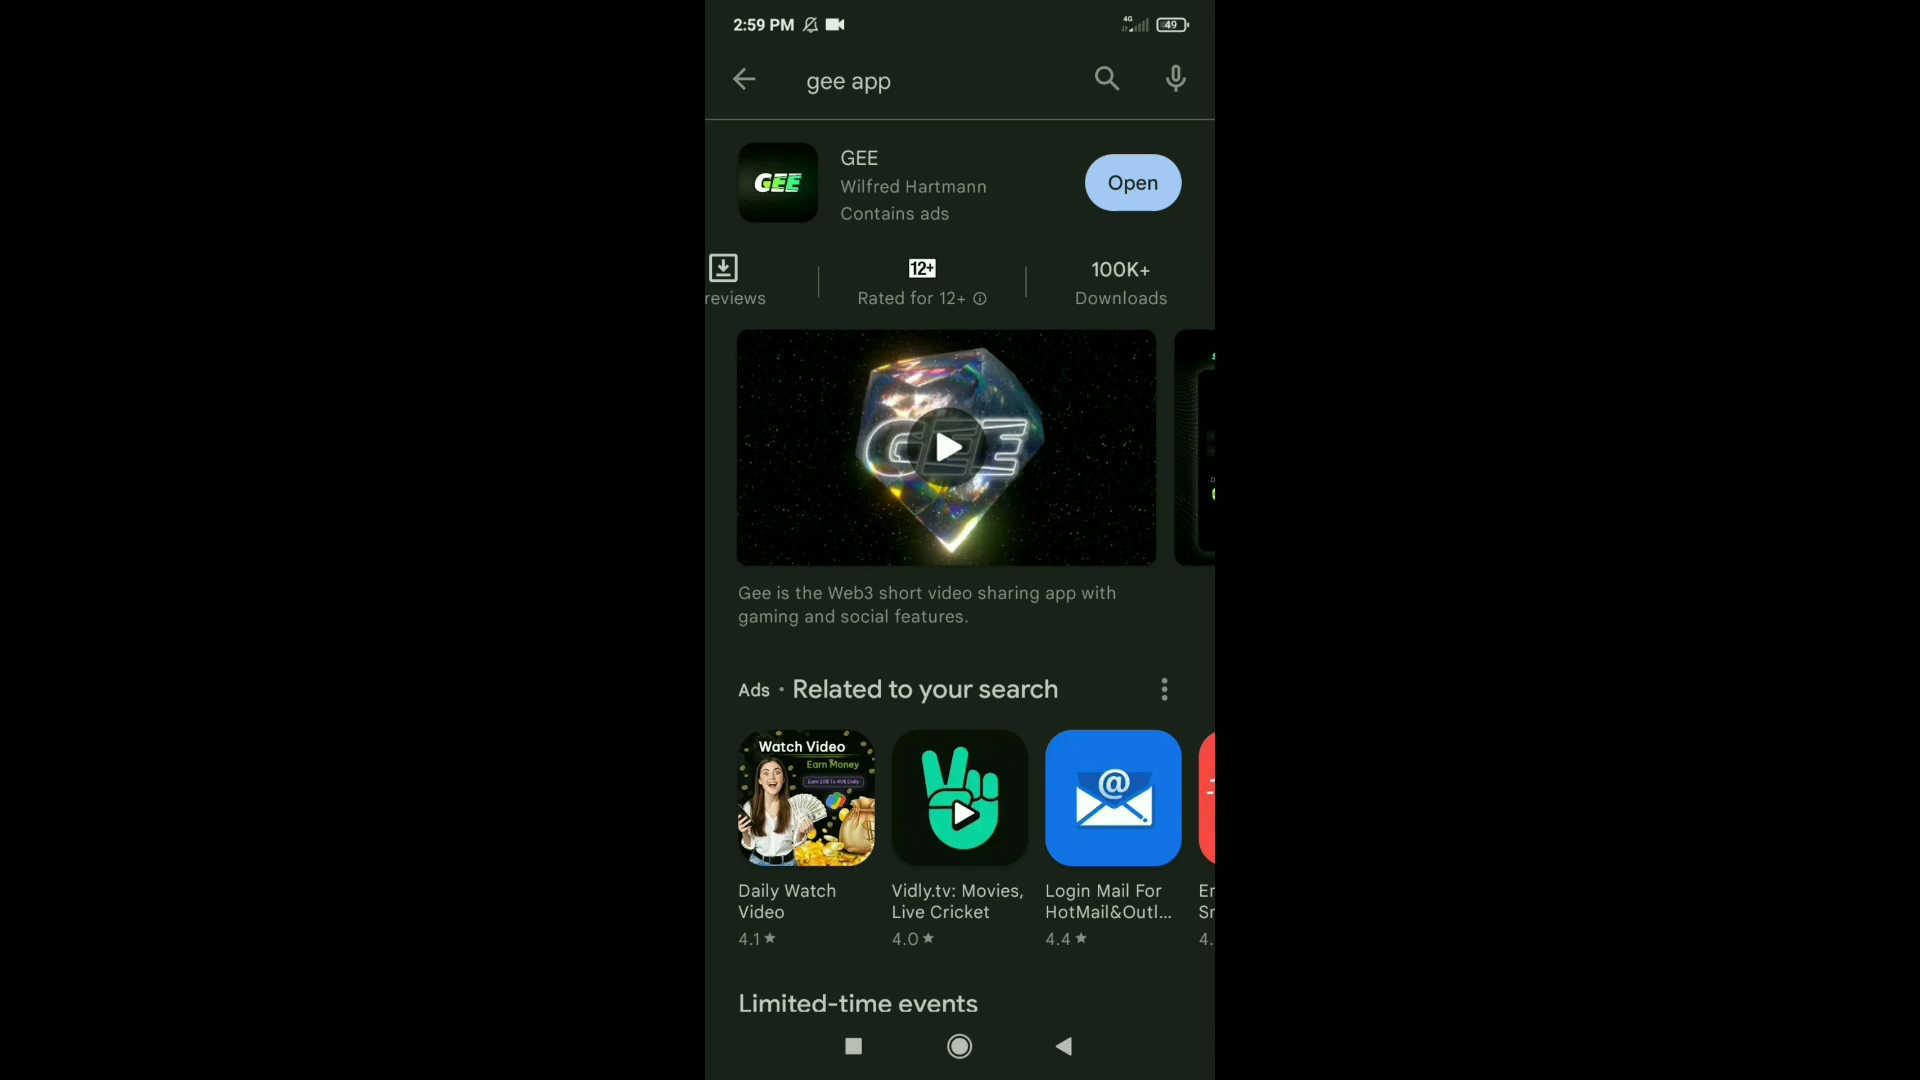 2:59 PM
4G
49
gee app
GEE
GEE
Wilfred Hartmann
Contains ads
Open
12+
100K+
reviews
Rated for 12+
Downloads
GEE
Gee is the Web3 short video sharing app with
gaming and social features.
Ads • Related to your search
Watch Video
Earn Money
@
Daily Watch
Video
4.1★
Vidly.tv: Movies,
Live Cricket
4.0★
Login Mail For
HotMail&Outl...
4.4★
4.
Limited-time events